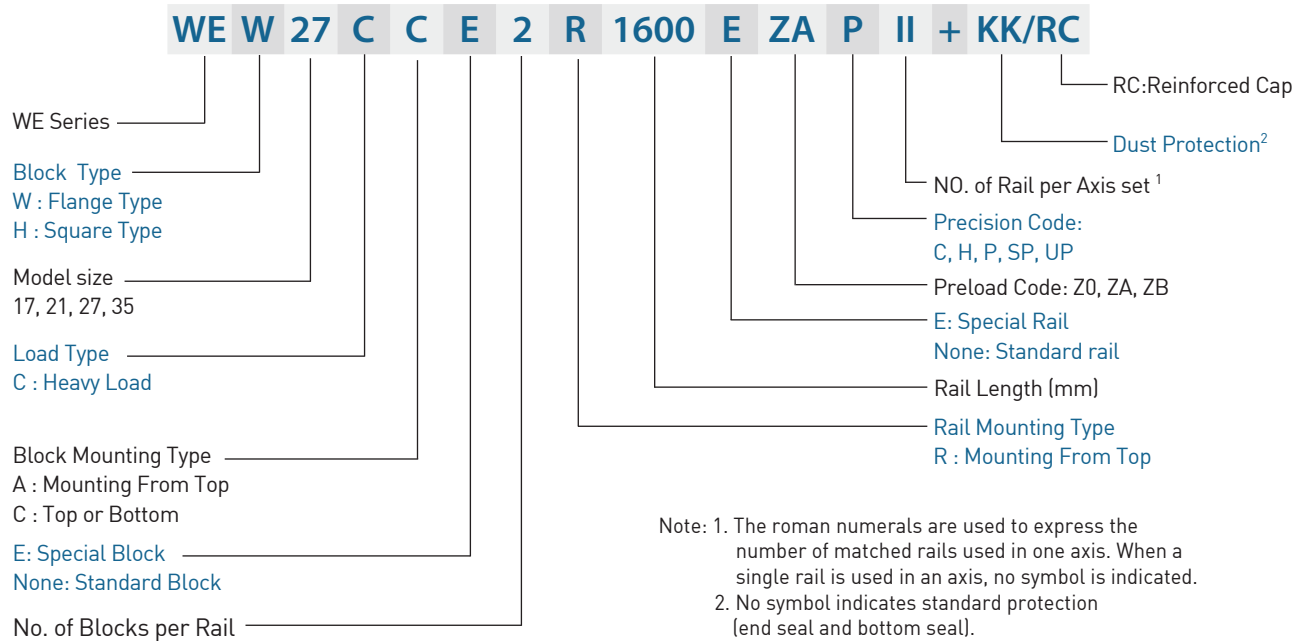 WE W 27 C C E 2 R 1600 E ZA P II + KK/RC
WE Series
Block Type
W : Flange Type
H : Square Type
Model size
17, 21, 27, 35
Load Type
C : Heavy Load
Block Mounting Type
A : Mounting From Top
C : Top or Bottom
E: Special Block
None: Standard Block
No. of Blocks per Rail
RC:Reinforced Cap
Dust Protection2
NO. of Rail per Axis set 1
Precision Code:
C, H, P, SP, UP
Preload Code: Z0, ZA, ZB
E: Special Rail
None: Standard rail
Rail Length (mm)
Rail Mounting Type
R : Mounting From Top
Note: 1. The roman numerals are used to express the
number of matched rails used in one axis. When a
single rail is used in an axis, no symbol is indicated.
2. No symbol indicates standard protection
(end seal and bottom seal).